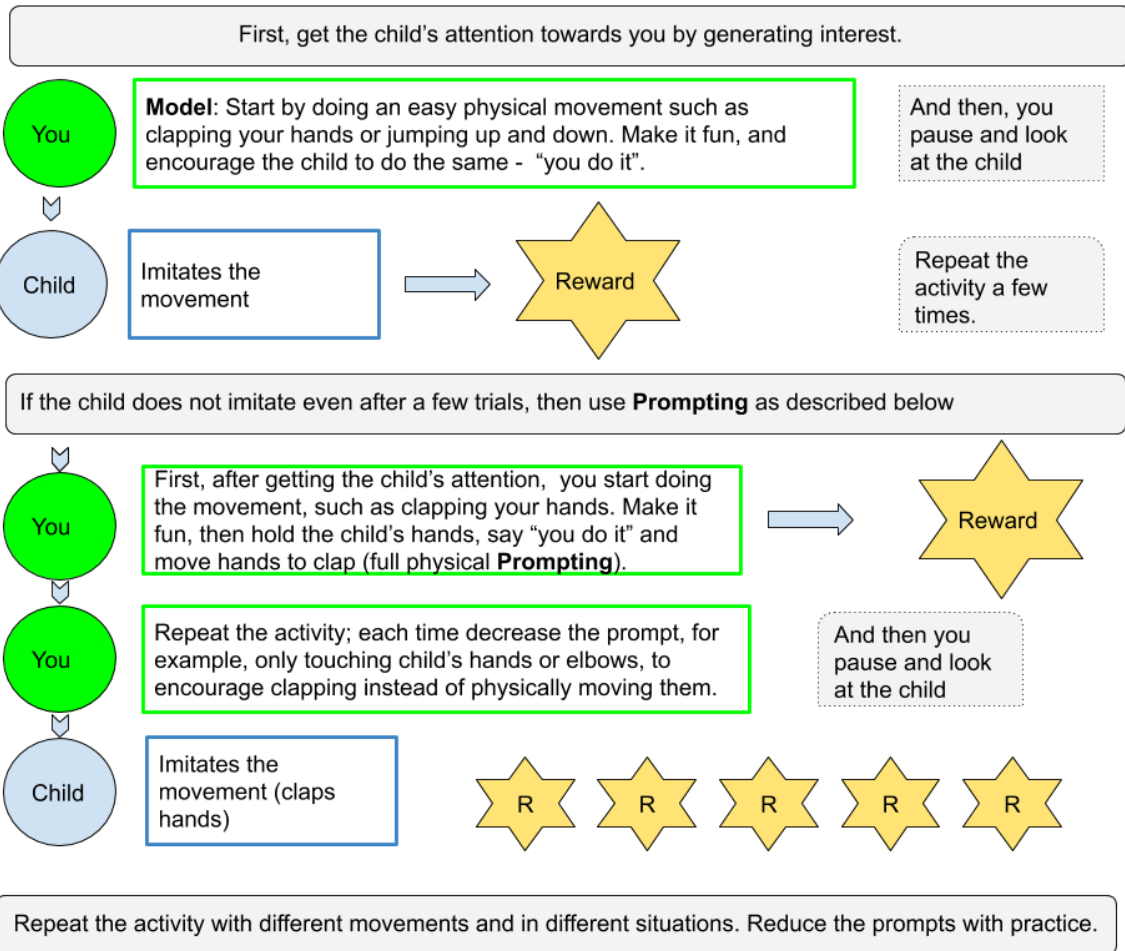 First, get the child’s attention towards you by generating interest.
You
Model: Start by doing an easy physical movement such as
clapping your hands or jumping up and down. Make it fun, and
encourage the child to do the same -  “you do it”.
And then, you
pause and look
at the child
Child
Imitates the
movement
Reward
Repeat the
activity a few
times.
If the child does not imitate even after a few trials, then use Prompting as described below
You
First, after getting the child’s attention,  you start doing
the movement, such as clapping your hands. Make it
fun, then hold the child’s hands, say “you do it” and
move hands to clap (full physical Prompting).
Reward
You
Repeat the activity; each time decrease the prompt, for
example, only touching child’s hands or elbows, to
encourage clapping instead of physically moving them.
And then you
pause and look
at the child
Child
Imitates the
movement (claps
hands)
R R R R R
Repeat the activity with different movements and in different situations. Reduce the prompts with practice.